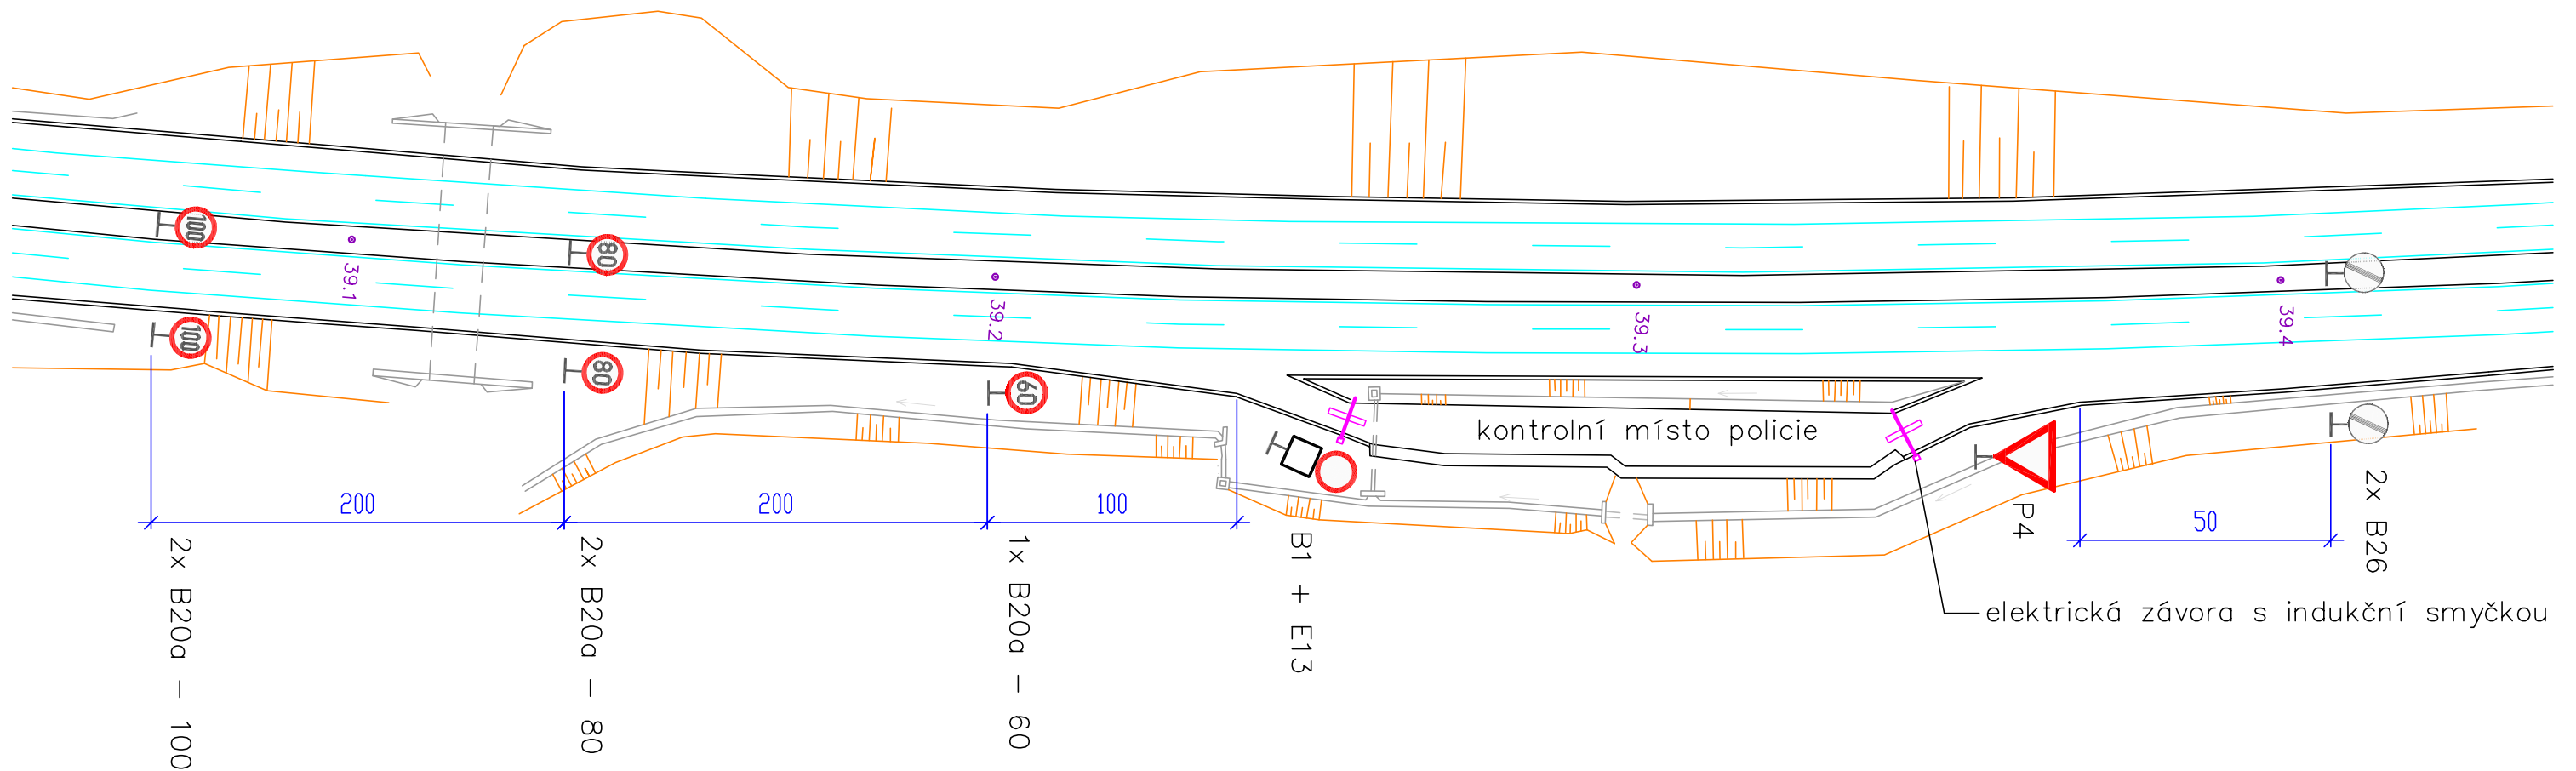 100
80
39.1
39.2
39.3
39.4
100
80
60
kontrolní místo policie
200
200
100
50
2x B20a – 100
2x B20a – 80
1x B20a – 60
B1 + E13
P4
2x B26
elektrická závora s indukční smyčkou